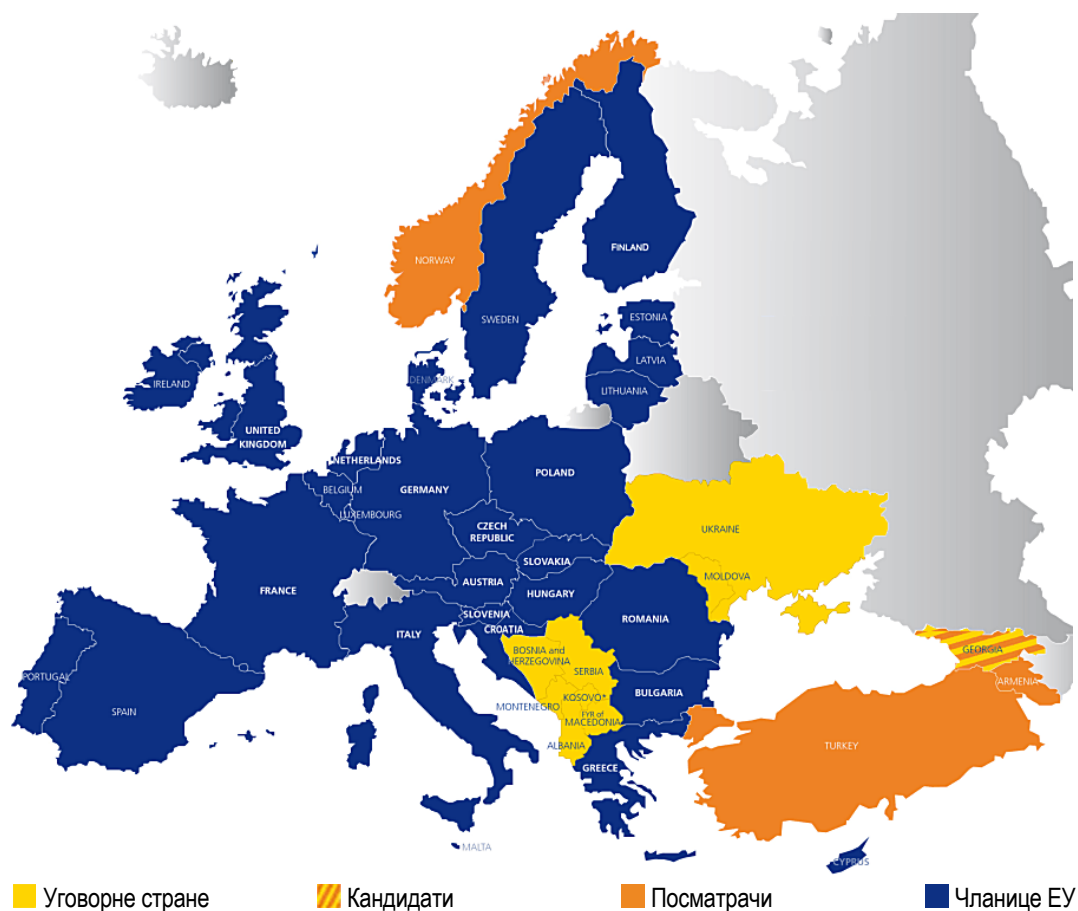 NORWAY
FINLAND
SWEDEN
ESTONIA
LATVIA
LITHUANIA
DENMARK
IRELAND
UNITED
KINGDOM
NETHERLANDS
BELGIUM
LUXEMBOURG
GERMANY
POLAND
CZECH
REPUBLIC
SLOVAKIA
AUSTRIA
HUNGARY
SLOVENIA
CROATIA
FRANCE
ITALY
PORTUGAL
SPAIN
UKRAINE
MOLDOVA
ROMANIA
BOSNIA and
HERZEGOVINA
SERBIA
KOSOVO*
MONTENEGRO
FYR of
MACEDONIA
ALBANIA
BULGARIA
GREECE
GEORGIA
ARMENIA
TURKEY
MALTA
CYPRUS
Уговорне стране
Кандидати
Посматрачи
Чланице ЕУ